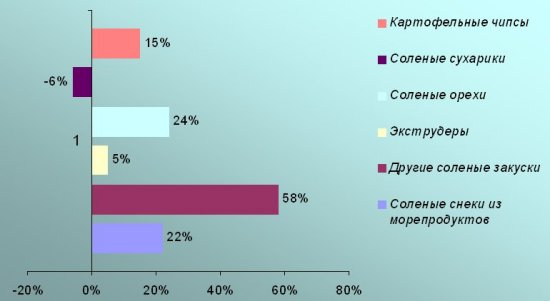 15%
-6%
24%
1
5%
58%
22%
-20% 0% 20% 40% 60% 80%
Картофельные чипсы
Соленые сухарики
Соленые орехи
Экструдеры
Другие соленые закуски
Соленые снеки из
морепродуктов